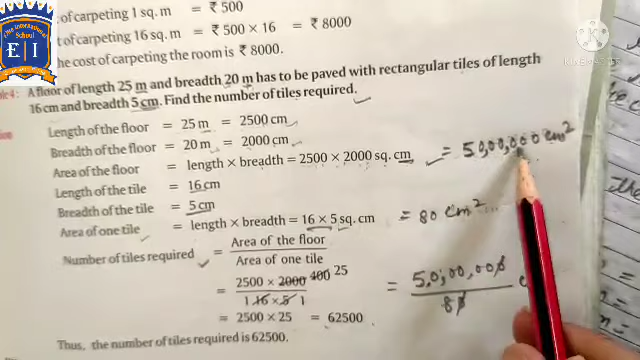 Elite International
School
E I
of carpeting 1 sq. m = ₹ 500
t of carpeting 16 sq. m = ₹ 500 × 16 = ₹ 8000
he cost of carpeting the room is ₹ 8000.
KINEMASTER
ple 4: A floor of length 25 m and breadth 20 m has to be paved with rectangular tiles of length
16 cm and breadth 5 cm. Find the number of tiles required.
Length of the floor = 25 m = 2500 cm
Breadth of the floor = 20 m = 2000 cm
Area of the floor = length × breadth = 2500 × 2000 sq. cm = 50,00,000 cm²
Length of the tile = 16 cm
Breadth of the tile = 5 cm
Area of one tile = length × breadth = 16 × 5 sq. cm = 80 cm²
Number of tiles required = Area of the floor / Area of one tile
= 2500 × 2000 400 25 / 1 16 × 5 1 = 5,0,00,000 / 80
= 2500 × 25 = 62500
Thus, the number of tiles required is 62500.